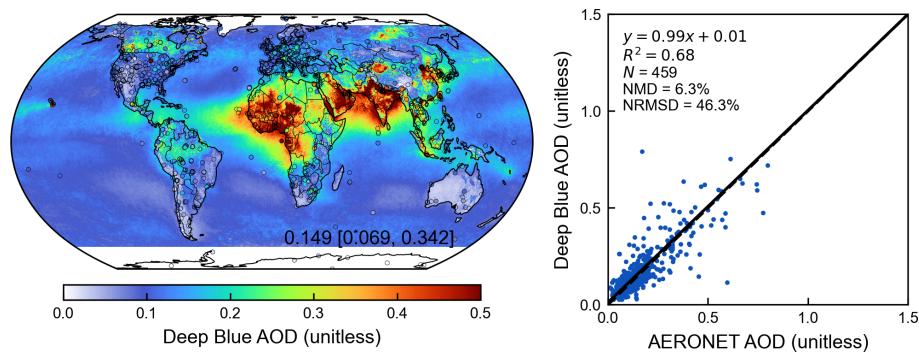 0.149 [0.069, 0.342]
0.0 0.1 0.2 0.3 0.4 0.5
Deep Blue AOD (unitless)
Deep Blue AOD (unitless)
1.5
1.0
0.5
0.0
y = 0.99x + 0.01
R² = 0.68
N = 459
NMD = 6.3%
NRMSD = 46.3%
0.0 0.5 1.0 1.5
AERONET AOD (unitless)